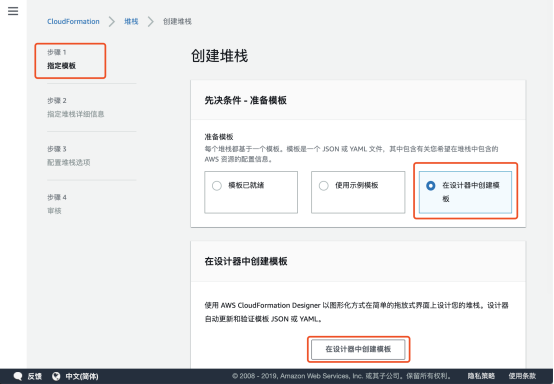 CloudFormation > 堆栈 > 创建堆栈
步骤 1
指定模板
步骤 2
指定堆栈详细信息
步骤 3
配置堆栈选项
步骤 4
审核
创建堆栈
先决条件 - 准备模板
准备模板
每个堆栈都基于一个模板。模板是一个 JSON 或 YAML 文件，其中包含有关您希望在堆栈中包含的
AWS 资源的配置信息。
模板已就绪
使用示例模板
在设计器中创建模
板
在设计器中创建模板
使用 AWS CloudFormation Designer 以图形化方式在简单的拖放式界面上设计您的堆栈。设计器
自动更新和验证模板 JSON 或 YAML。
在设计器中创建模板
反馈 中文(简体) © 2008 - 2019, Amazon Web Services, Inc. 或其子公司。保留所有权利。 隐私策略 使用条款